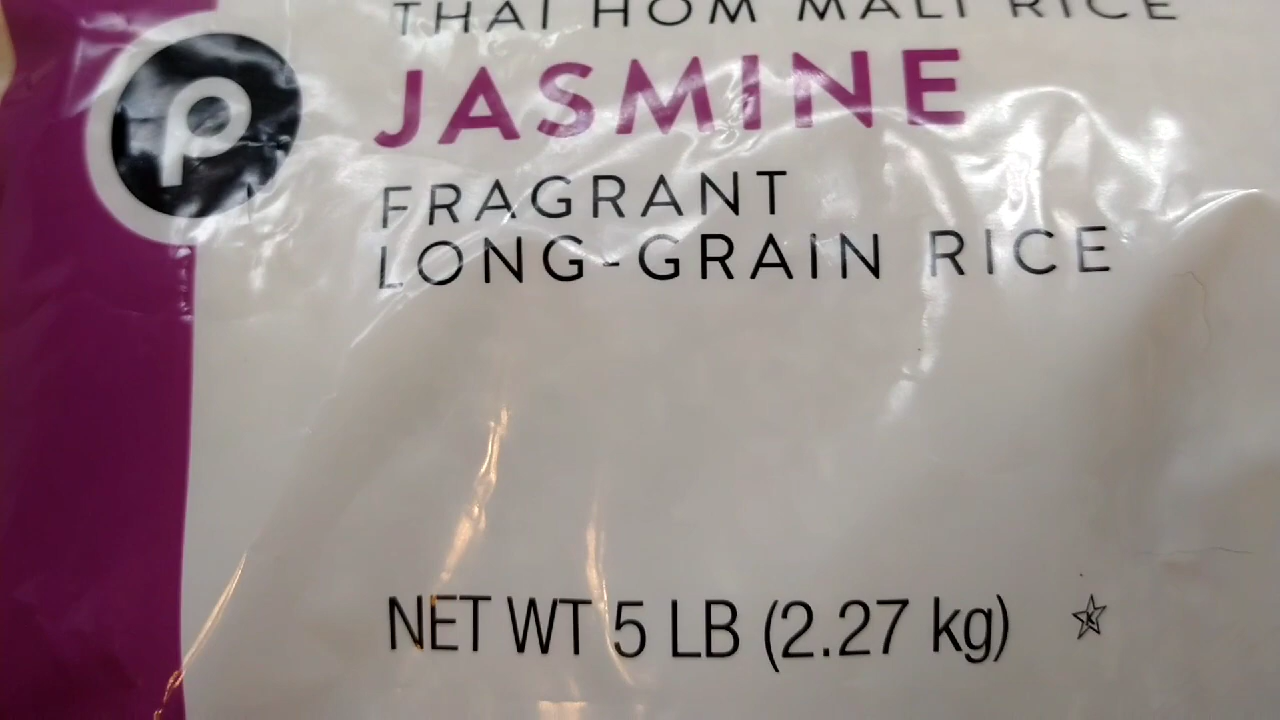 THAI HOM MALI RICE
JASMINE
FRAGRANT
LONG-GRAIN RICE
NET WT 5 LB (2.27 kg)
p
K